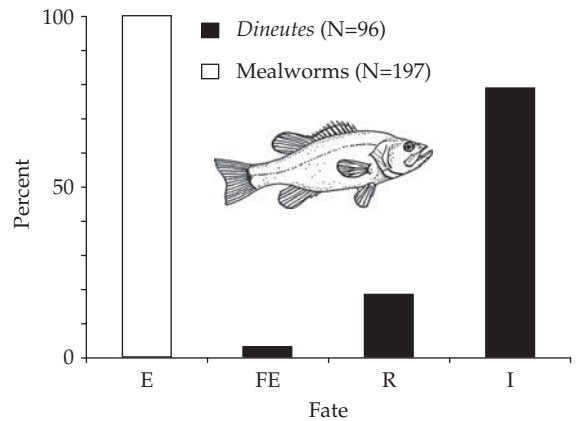 100
Dineutes (N=96)
Mealworms (N=197)
Percent
50
0
E FE R I
Fate